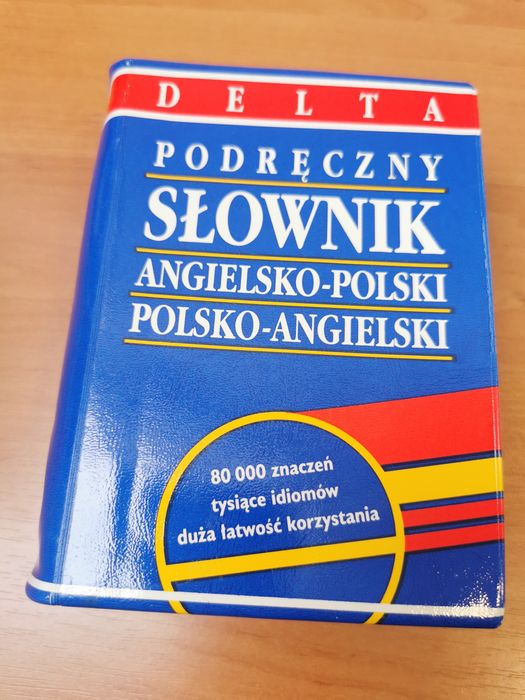 DELTA
PODRĘCZNY
SŁOWNIK
ANGIELSKO-POLSKI
POLSKO-ANGIELSKI
80 000 znaczeń
tysiące idiomów
duża łatwość korzystania